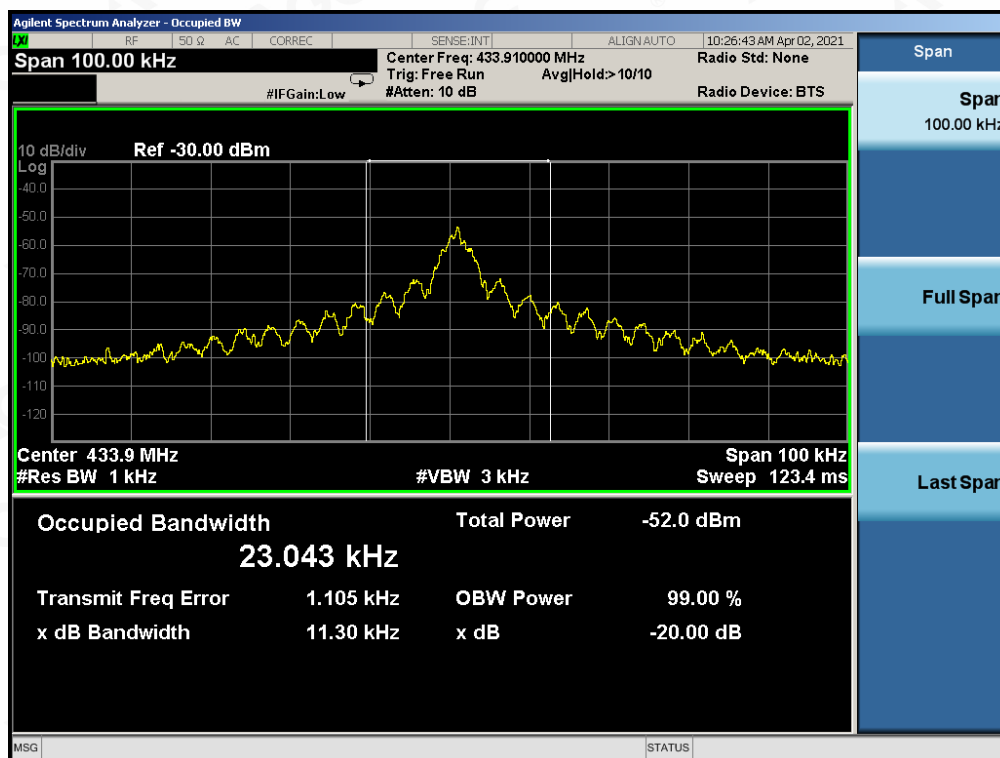 Agilent Spectrum Analyzer - Occupied BW
LXI RF 50 Ω AC CORREC SENSE:INT ALIGN AUTO 10:26:43 AM Apr 02, 2021
Span 100.00 kHz
Center Freq: 433.910000 MHz
Radio Std: None
Trig: Free Run Avg|Hold:>10/10
#IFGain:Low
#Atten: 10 dB
Radio Device: BTS
10 dB/div Ref -30.00 dBm
Log
-40.0
-50.0
-60.0
-70.0
-80.0
-90.0
-100
-110
-120
Center 433.9 MHz
Span 100 kHz
#Res BW 1 kHz
#VBW 3 kHz
Sweep 123.4 ms
Occupied Bandwidth
23.043 kHz
Total Power -52.0 dBm
Transmit Freq Error 1.105 kHz
OBW Power 99.00 %
x dB Bandwidth 11.30 kHz
x dB -20.00 dB
MSG
STATUS
Span
Span
100.00 kHz
Full Span
Last Span